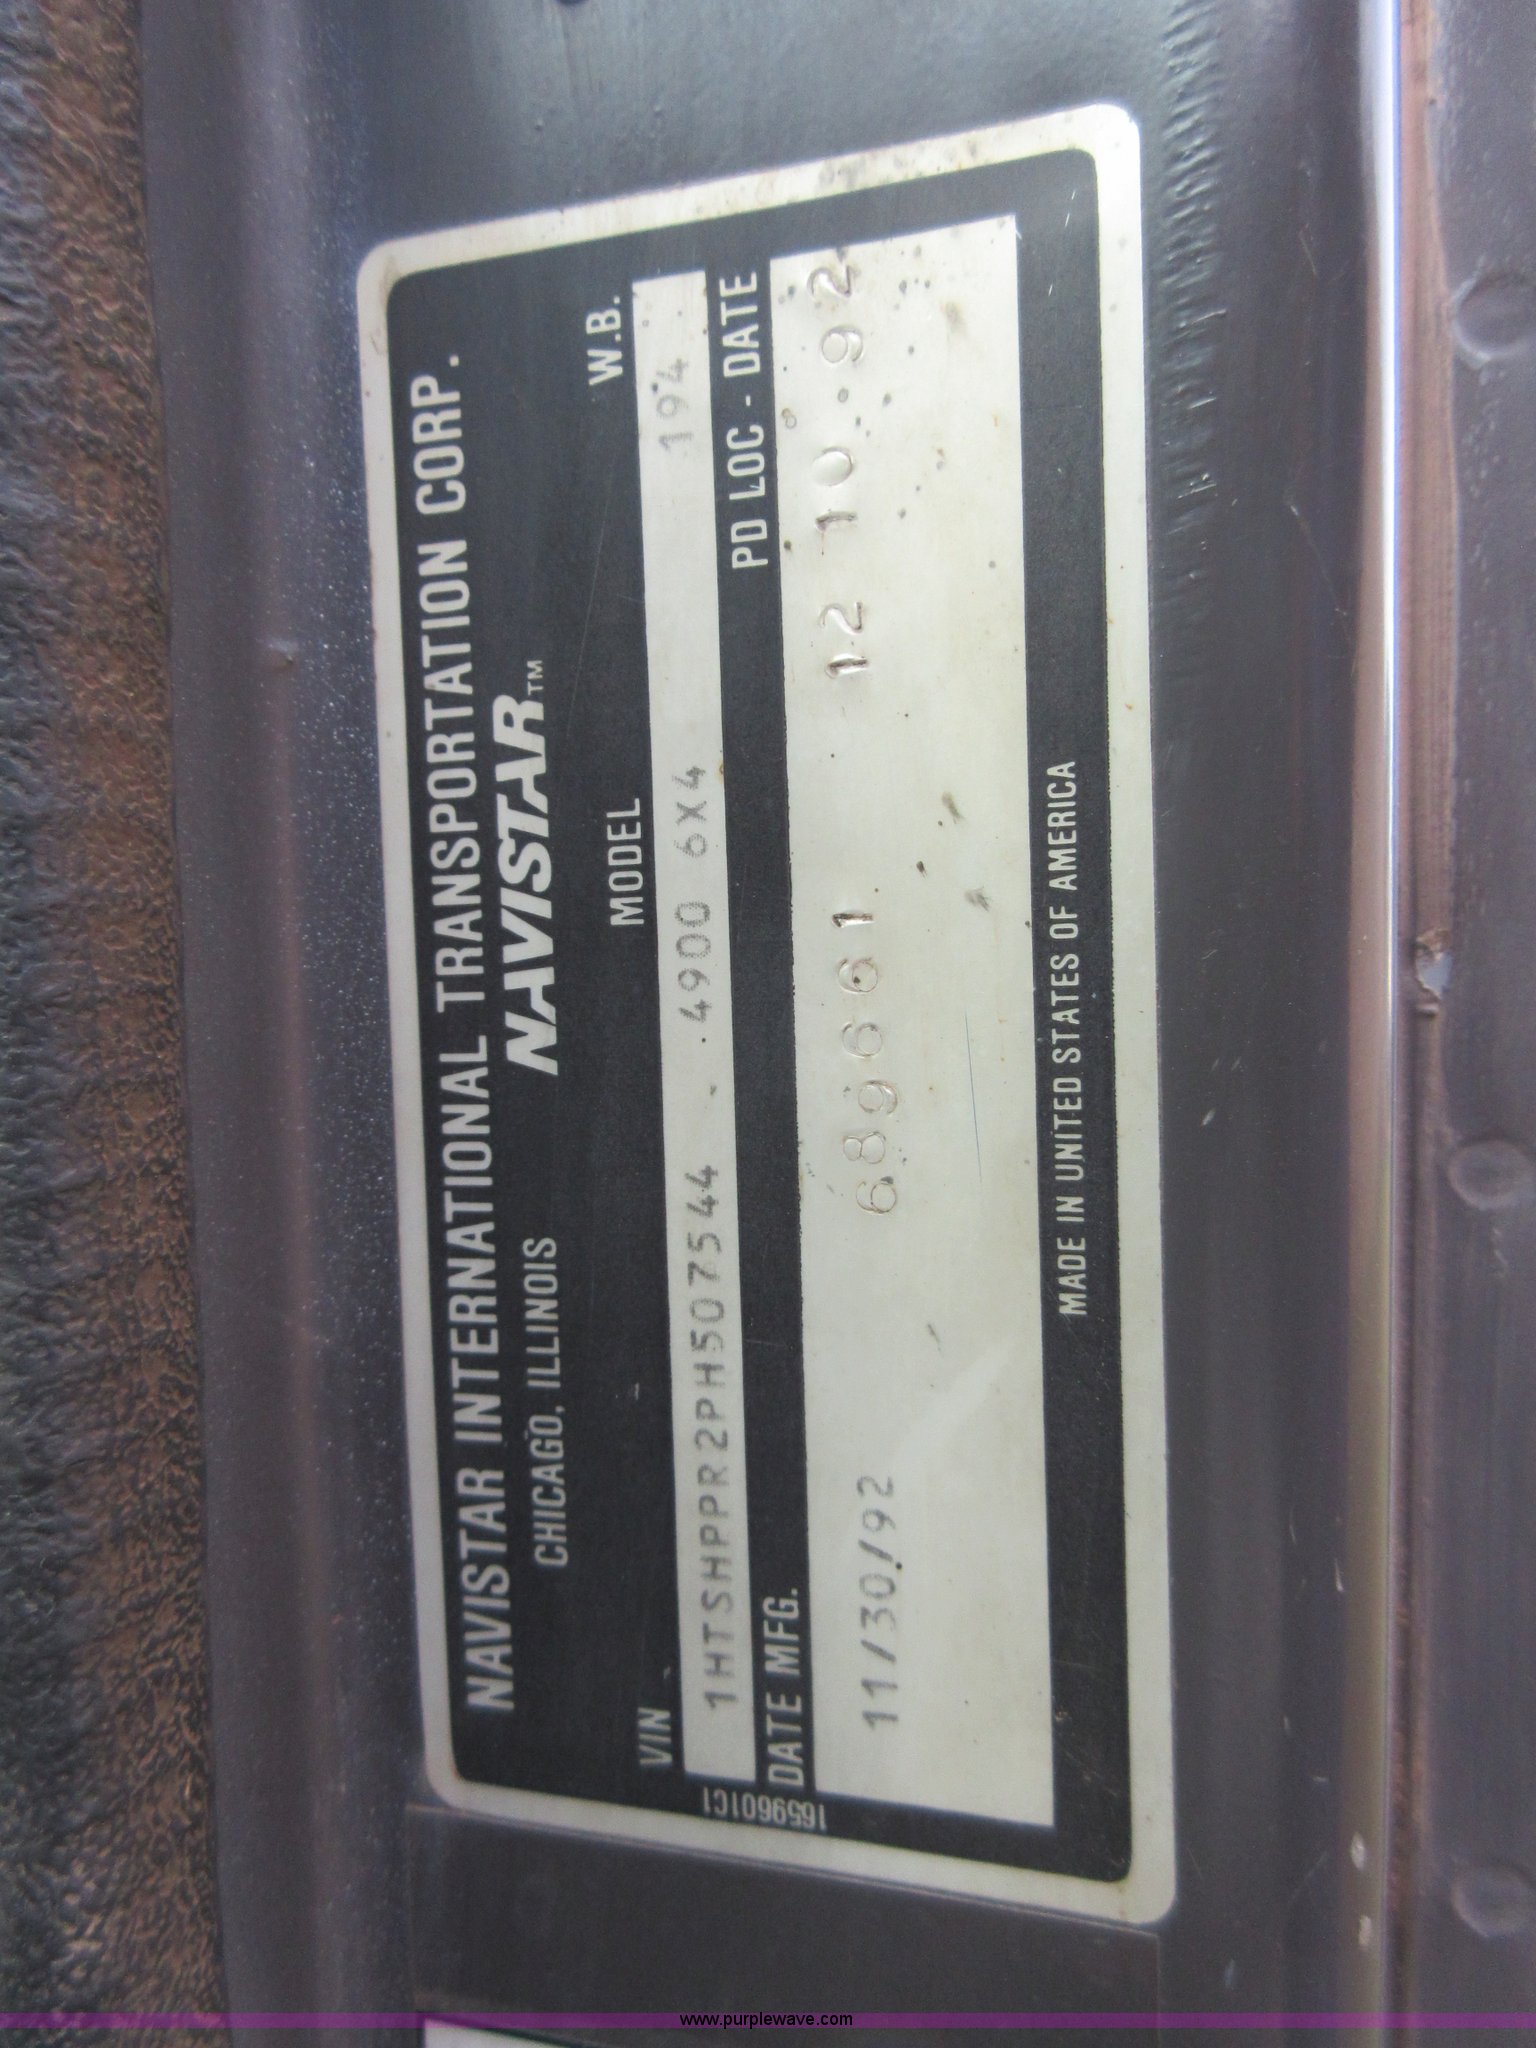 NAVISTAR INTERNATIONAL TRANSPORTATION CORP.
CHICAGO, ILLINOIS NAVISTAR™
VIN MODEL W.B.
1HTSHPPR2PH507544 4900 6X4 194
DATE MFG. PD LOC - DATE
11/30/92 689661 12 10 92
MADE IN UNITED STATES OF AMERICA
1659601C1
www.purplewave.com